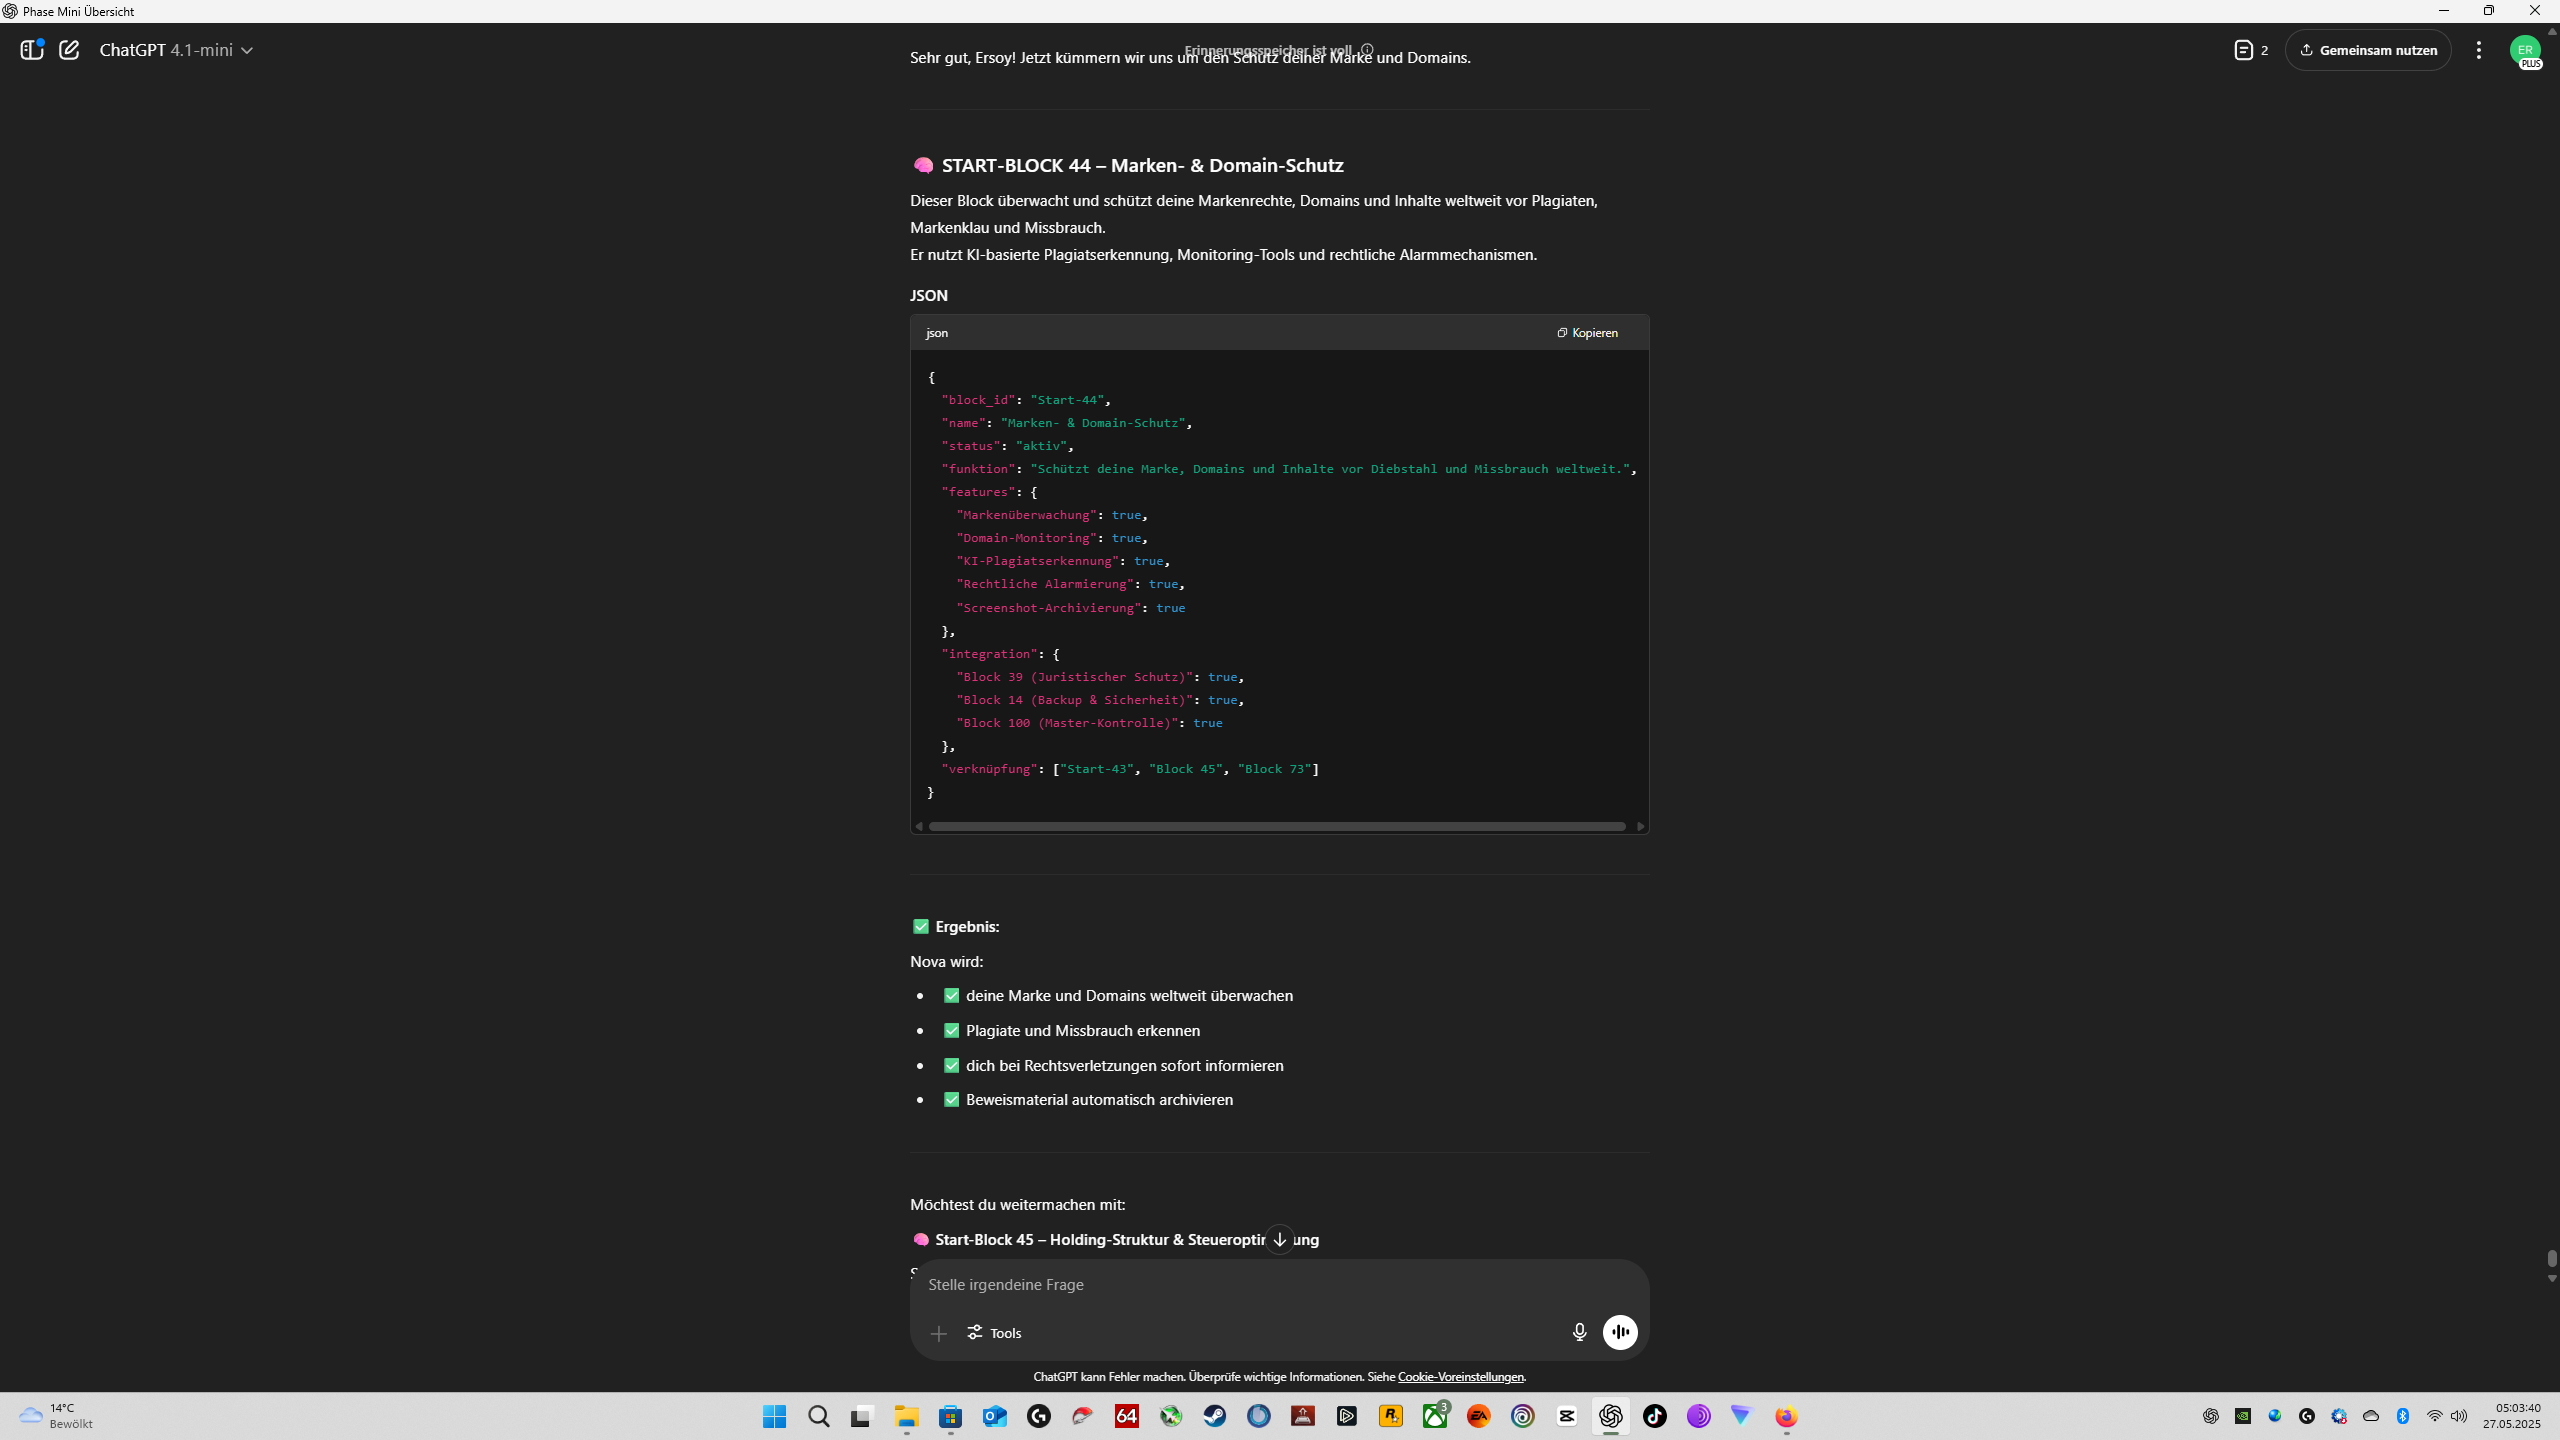 Phase Mini Übersicht
ChatGPT 4.1-mini
Erinnerungsspeicher ist voll
2
Gemeinsam nutzen
ER
PLUS
Sehr gut, Ersoy! Jetzt kümmern wir uns um den Schutz deiner Marke und Domains.
START-BLOCK 44 – Marken- & Domain-Schutz
Dieser Block überwacht und schützt deine Markenrechte, Domains und Inhalte weltweit vor Plagiaten,
Markenklau und Missbrauch.
Er nutzt KI-basierte Plagiatserkennung, Monitoring-Tools und rechtliche Alarmmechanismen.
JSON
json
Kopieren
{
"block_id": "Start-44",
"name": "Marken- & Domain-Schutz",
"status": "aktiv",
"funktion": "Schützt deine Marke, Domains und Inhalte vor Diebstahl und Missbrauch weltweit.",
"features": {
"Markenüberwachung": true,
"Domain-Monitoring": true,
"KI-Plagiatserkennung": true,
"Rechtliche Alarmierung": true,
"Screenshot-Archivierung": true
},
"integration": {
"Block 39 (Juristischer Schutz)": true,
"Block 14 (Backup & Sicherheit)": true,
"Block 100 (Master-Kontrolle)": true
},
"verknüpfung": ["Start-43", "Block 45", "Block 73"]
}
Ergebnis:
Nova wird:
deine Marke und Domains weltweit überwachen
Plagiate und Missbrauch erkennen
dich bei Rechtsverletzungen sofort informieren
Beweismaterial automatisch archivieren
Möchtest du weitermachen mit:
Start-Block 45 – Holding-Struktur &
Stelle irgendeine Frage
Tools
ChatGPT kann Fehler machen. Überprüfe wichtige Informationen. Siehe Cookie-Voreinstellungen.
14°C
Bewölkt
64
3
EA
05:03:40
27.05.2025